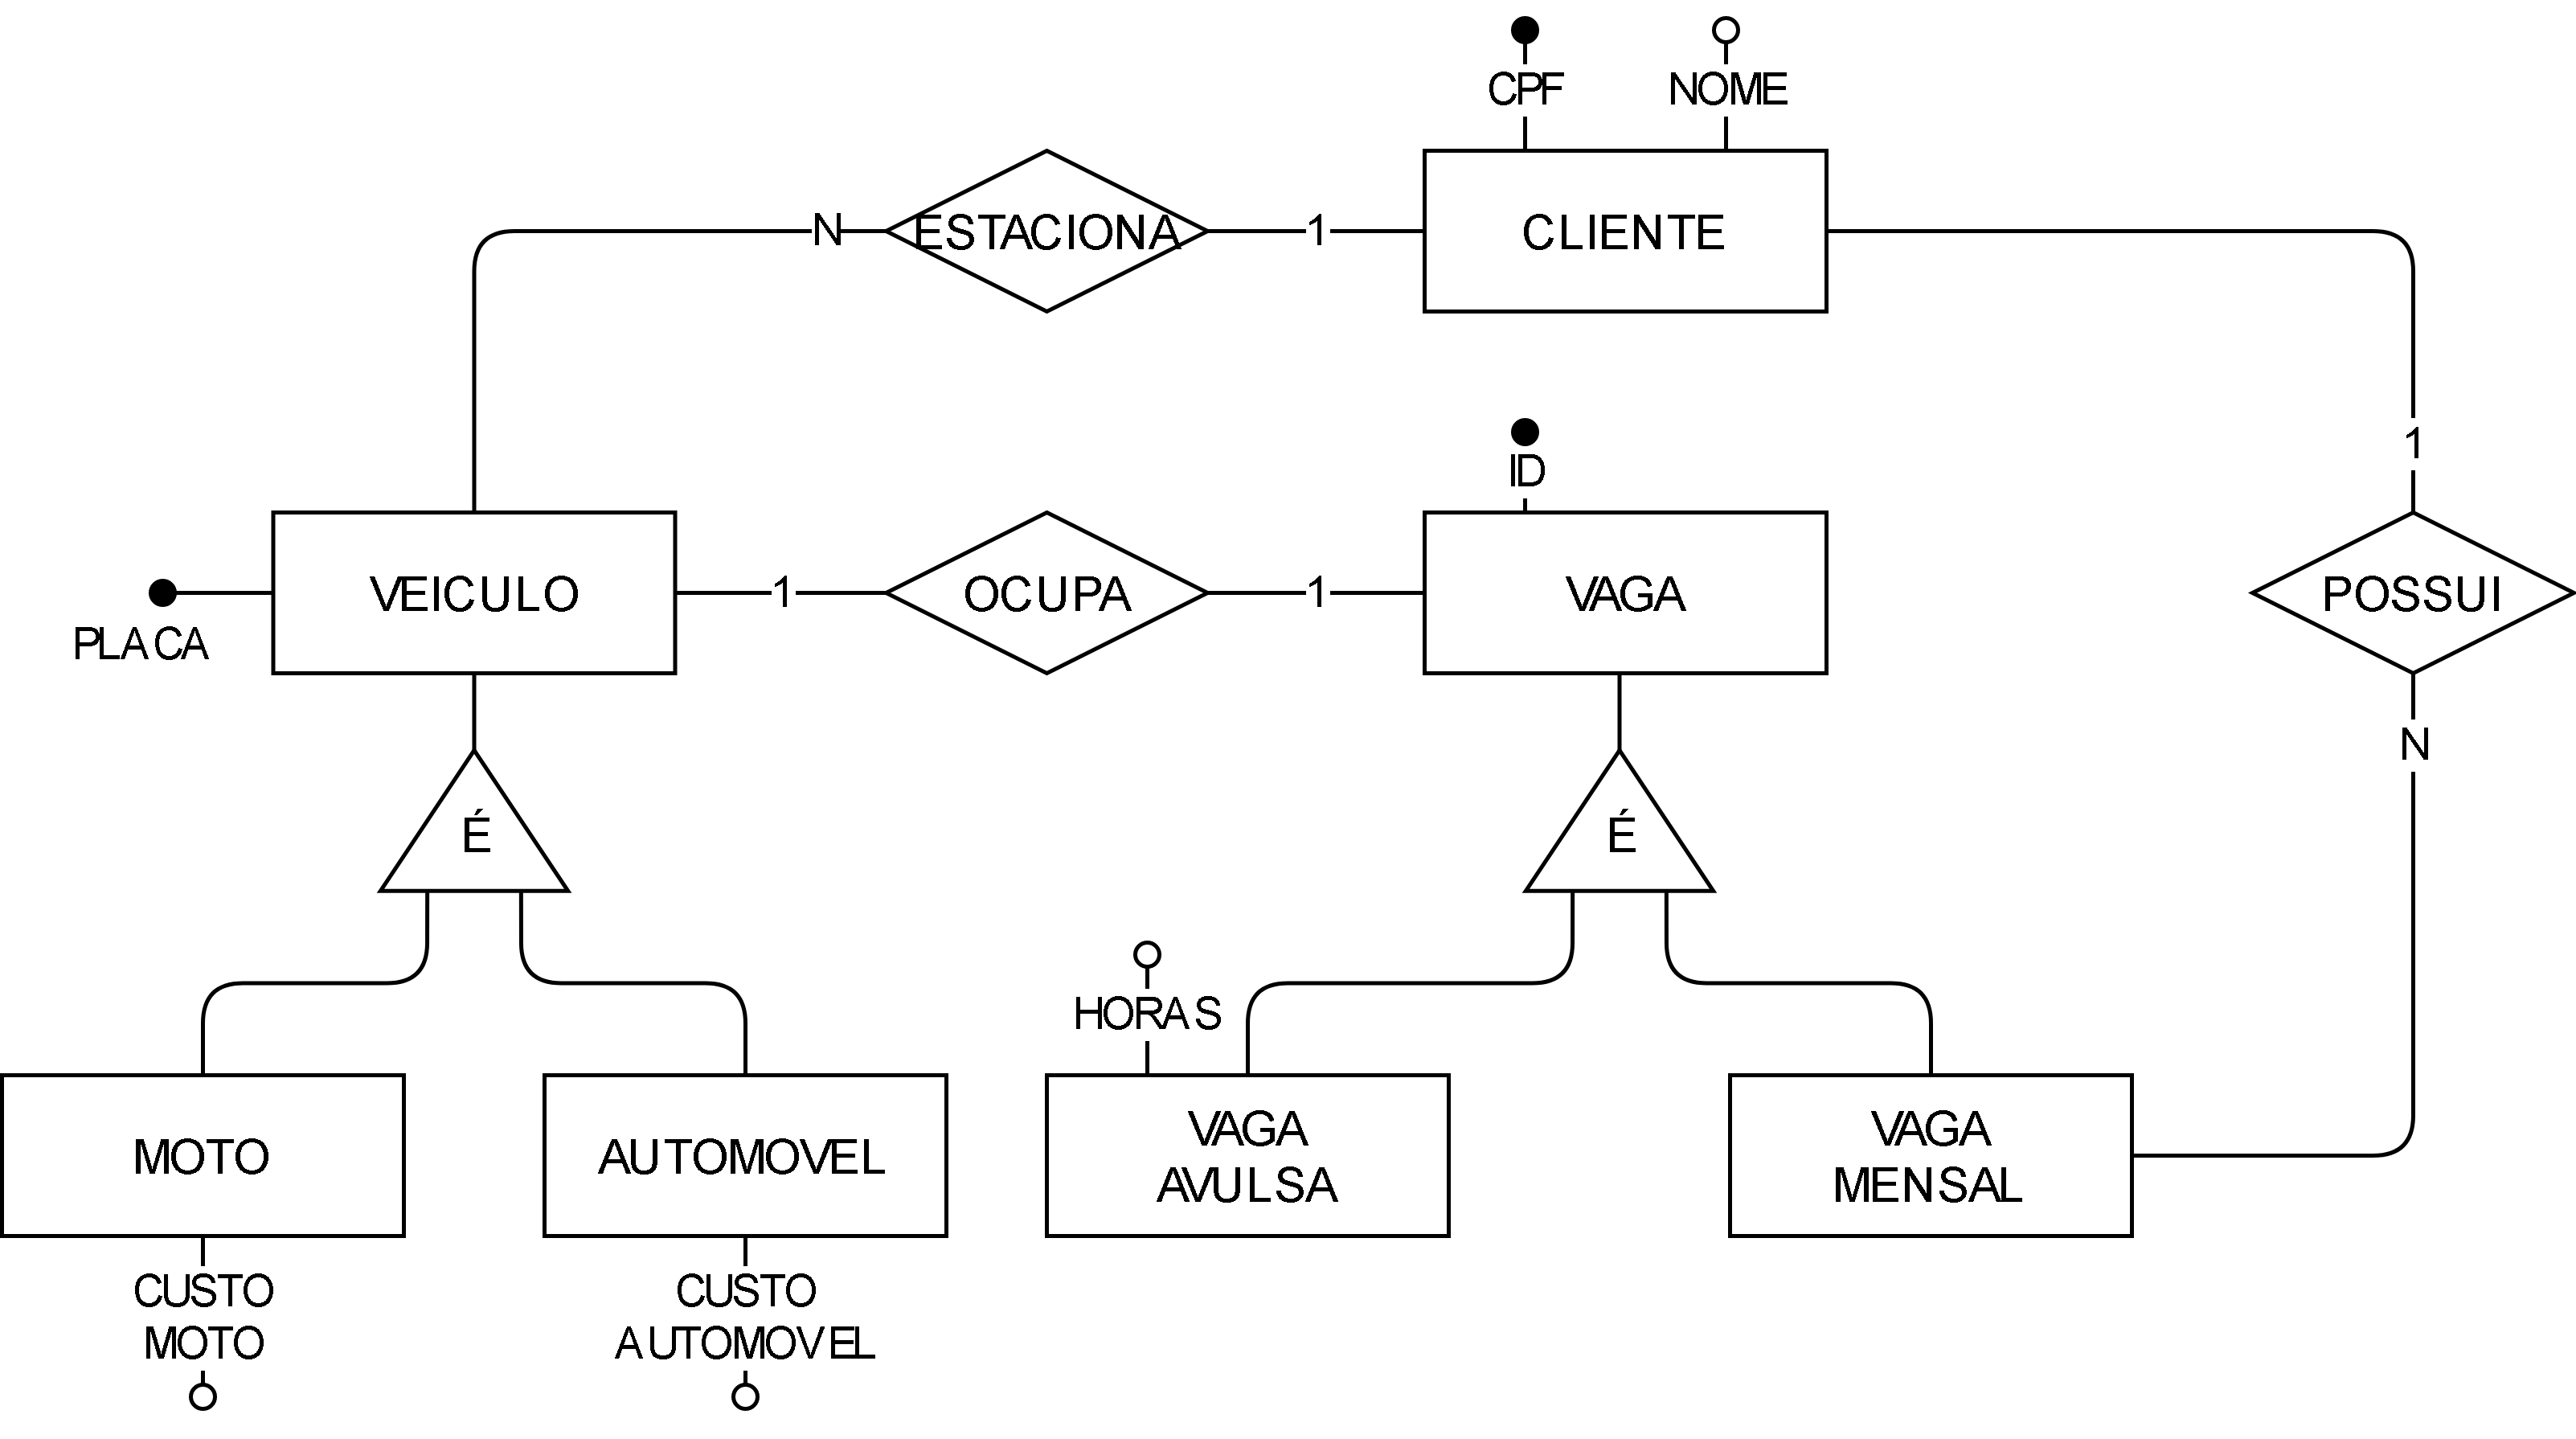 CPF
NOME
N
ESTACIONA
1
CLIENTE
1
ID
PLACA
VEICULO
1
OCUPA
1
VAGA
POSSUI
N
É
É
HORAS
MOTO
AUTOMOVEL
VAGA
AVULSA
VAGA
MENSAL
CUSTO
MOTO
CUSTO
AUTOMOVEL